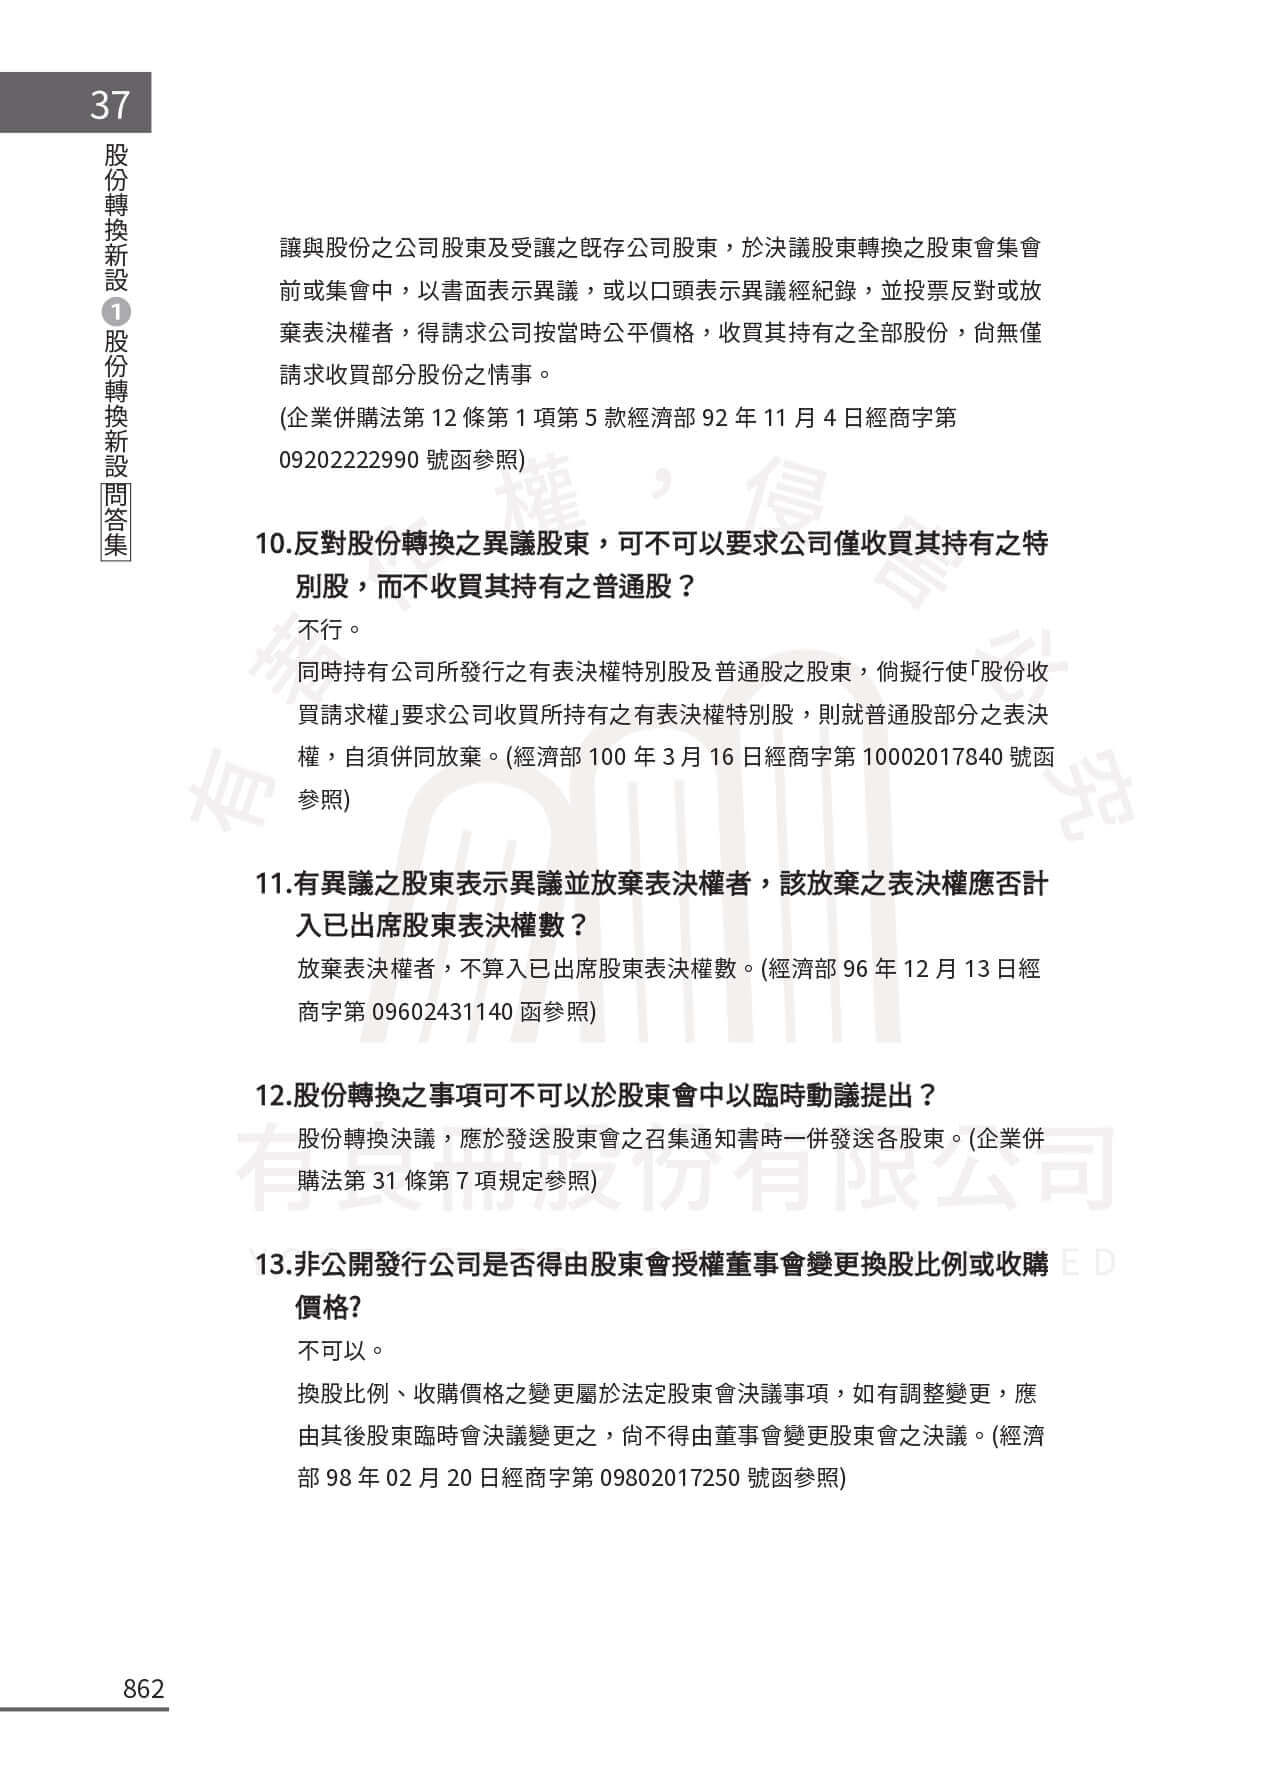 37
股份轉換新設
1
股份轉換新設
問答集
讓與股份之公司股東及受讓之既存公司股東，於決議股東轉換之股東會集會
前或集會中，以書面表示異議，或以口頭表示異議經紀錄，並投票反對或放
棄表決權者，得請求公司按當時公平價格，收買其持有之全部股份，尚無僅
請求收買部分股份之情事。
(企業併購法第 12 條第 1 項第 5 款經濟部 92 年 11 月 4 日經商字第
09202222990 號函參照)
10.反對股份轉換之異議股東，可不可以要求公司僅收買其持有之特
別股，而不收買其持有之普通股？
不行。
同時持有公司所發行之有表決權特別股及普通股之股東，倘擬行使｢股份收
買請求權｣要求公司收買所持有之有表決權特別股，則就普通股部分之表決
權，自須併同放棄。(經濟部 100 年 3 月 16 日經商字第 10002017840 號函
參照)
11.有異議之股東表示異議並放棄表決權者，該放棄之表決權應否計
入已出席股東表決權數？
放棄表決權者，不算入已出席股東表決權數。(經濟部 96 年 12 月 13 日經
商字第 09602431140 函參照)
12.股份轉換之事項可不可以於股東會中以臨時動議提出？
股份轉換決議，應於發送股東會之召集通知書時一併發送各股東。(企業併
購法第 31 條第 7 項規定參照)
13.非公開發行公司是否得由股東會授權董事會變更換股比例或收購
價格?
不可以。
換股比例、收購價格之變更屬於法定股東會決議事項，如有調整變更，應
由其後股東臨時會決議變更之，尚不得由董事會變更股東會之決議。(經濟
部 98 年 02 月 20 日經商字第 09802017250 號函參照)
862
有著作權，侵害必究
有良冊股份有限公司